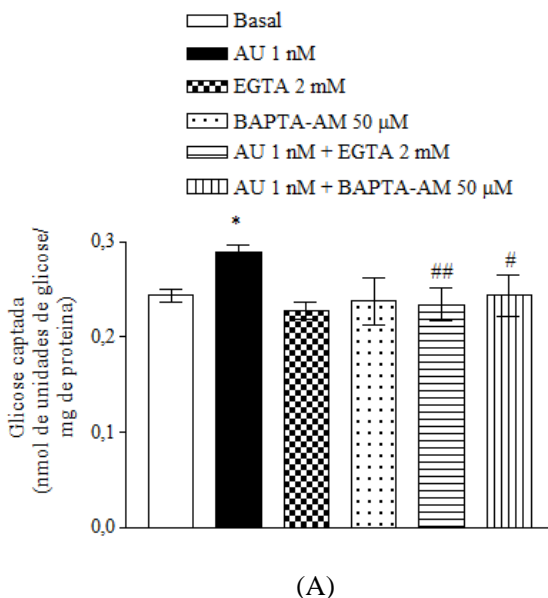 Basal
AU 1 nM
EGTA 2 mM
BAPTA-AM 50 µM
AU 1 nM + EGTA 2 mM
AU 1 nM + BAPTA-AM 50 µM
Glicose captada
(nmol de unidades de glicose/
mg de proteina)
0,3
0,2
0,1
0,0
*
##
#
(A)